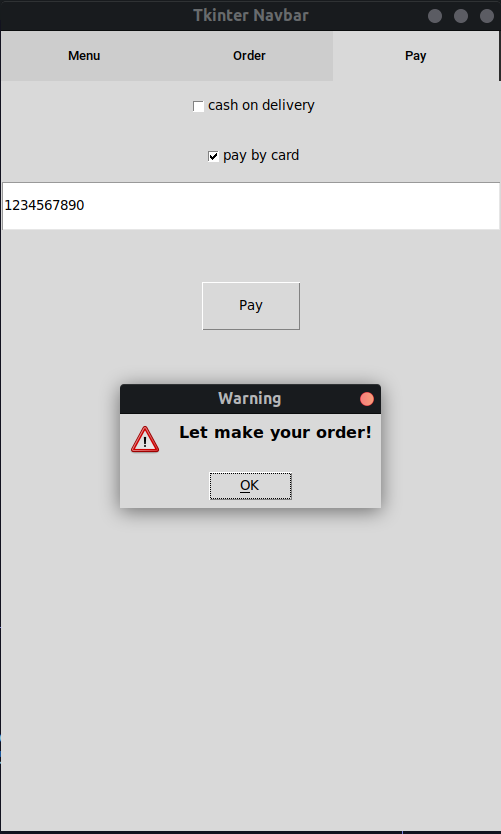 Tkinter Navbar
Menu Order Pay
cash on delivery
pay by card
1234567890
Pay
Warning
Let make your order!
OK